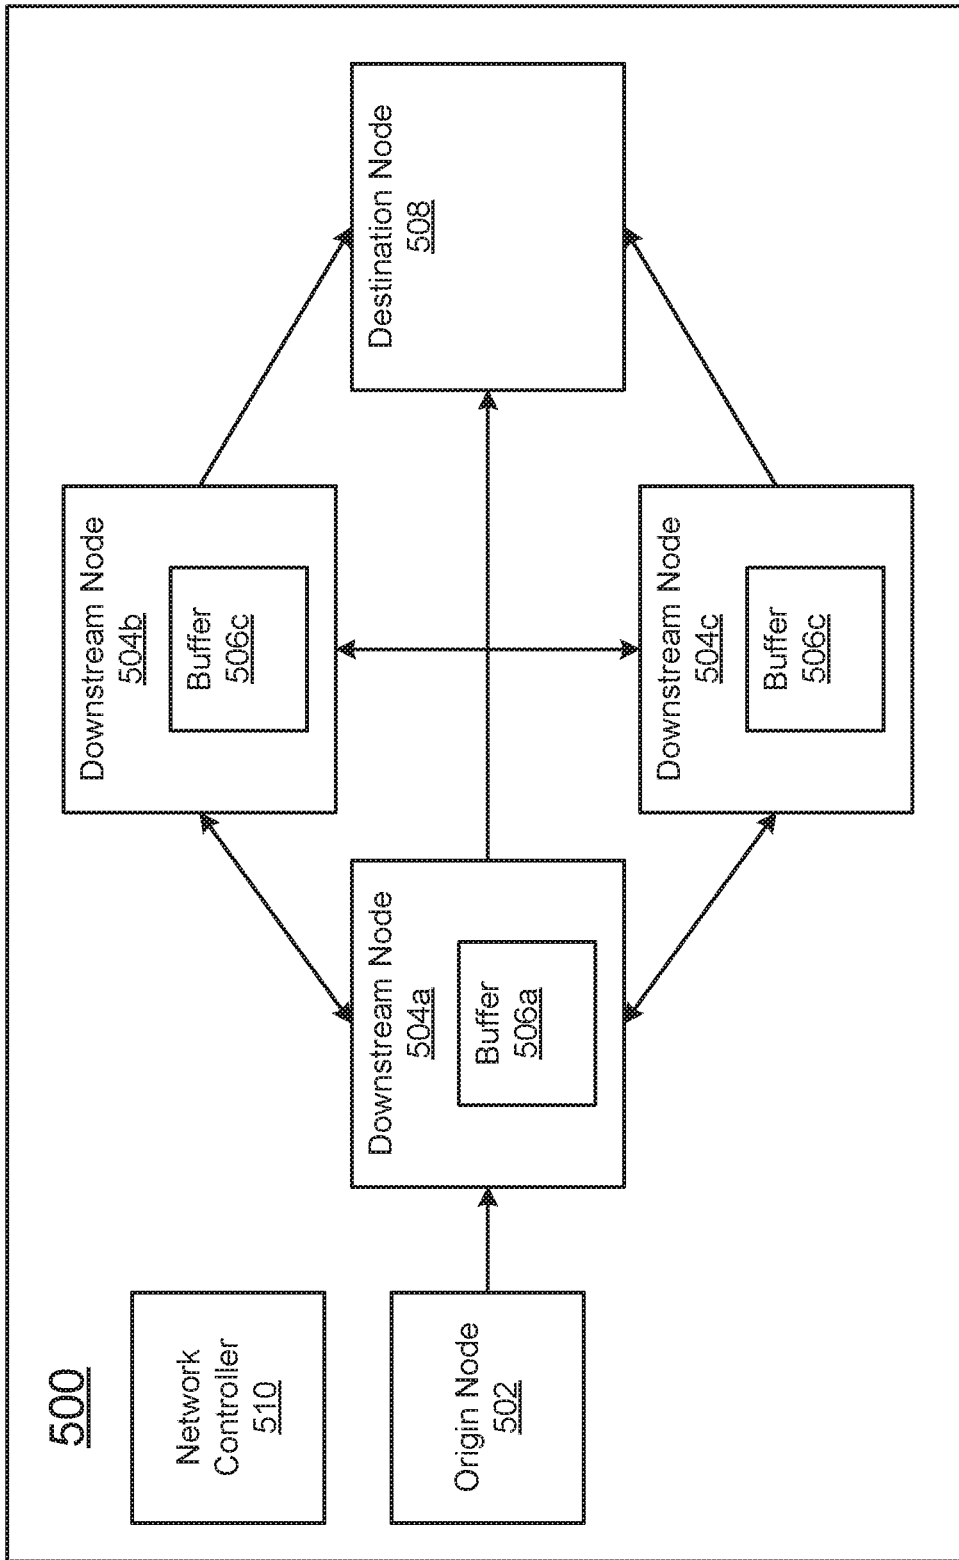 500
Network
Controller
510
Origin Node
502
Downstream Node
504a
Buffer
506a
Downstream Node
504b
Buffer
506c
Downstream Node
504c
Buffer
506c
Destination Node
508